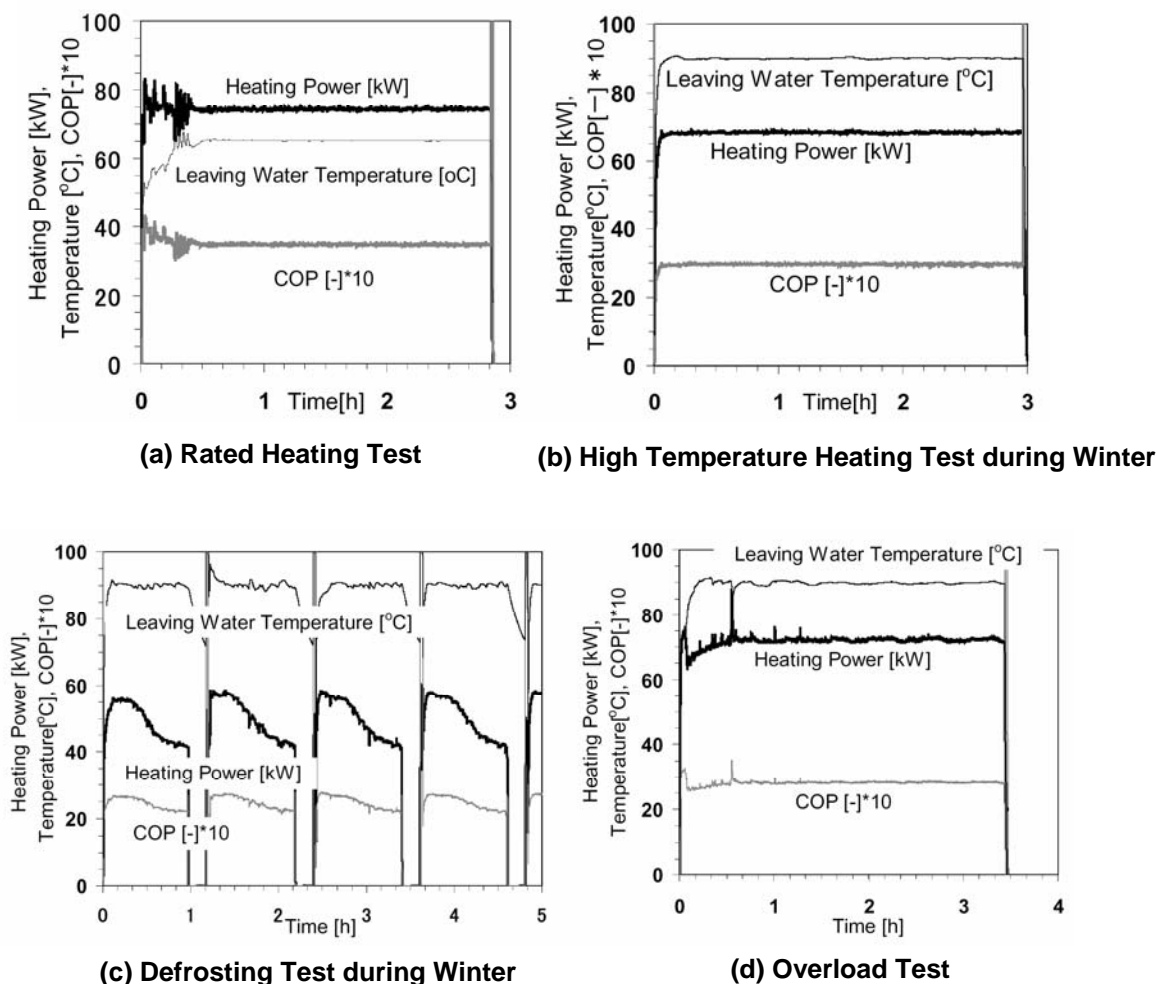 Heating Power [kW],
Temperature [°C], COP[-]*10
100
80
60
40
20
0
Heating Power [kW]
Leaving Water Temperature [oC]
COP [-]*10
0
1
Time[h]
2
3
(a) Rated Heating Test
Heating Power [kW],
Temperature[°C], COP[－] * 10
100
80
60
40
20
0
Leaving Water Temperature [°C]
Heating Power [kW]
COP [-]*10
0
1
Time[h]
2
3
(b) High Temperature Heating Test during Winter
Heating Power [kW],
Temperature[°C], COP[-]*10
100
80
60
40
20
0
Leaving Water Temperature [°C]
Heating Power [kW]
COP [-]*10
0
1
2
3
4
5
Time [h]
(c) Defrosting Test during Winter
Heating Power [kW],
Temperature[°C], COP[-]*10
100
80
60
40
20
0
Leaving Water Temperature [°C]
Heating Power [kW]
COP [-]*10
0
1
2
3
4
Time [h]
(d) Overload Test